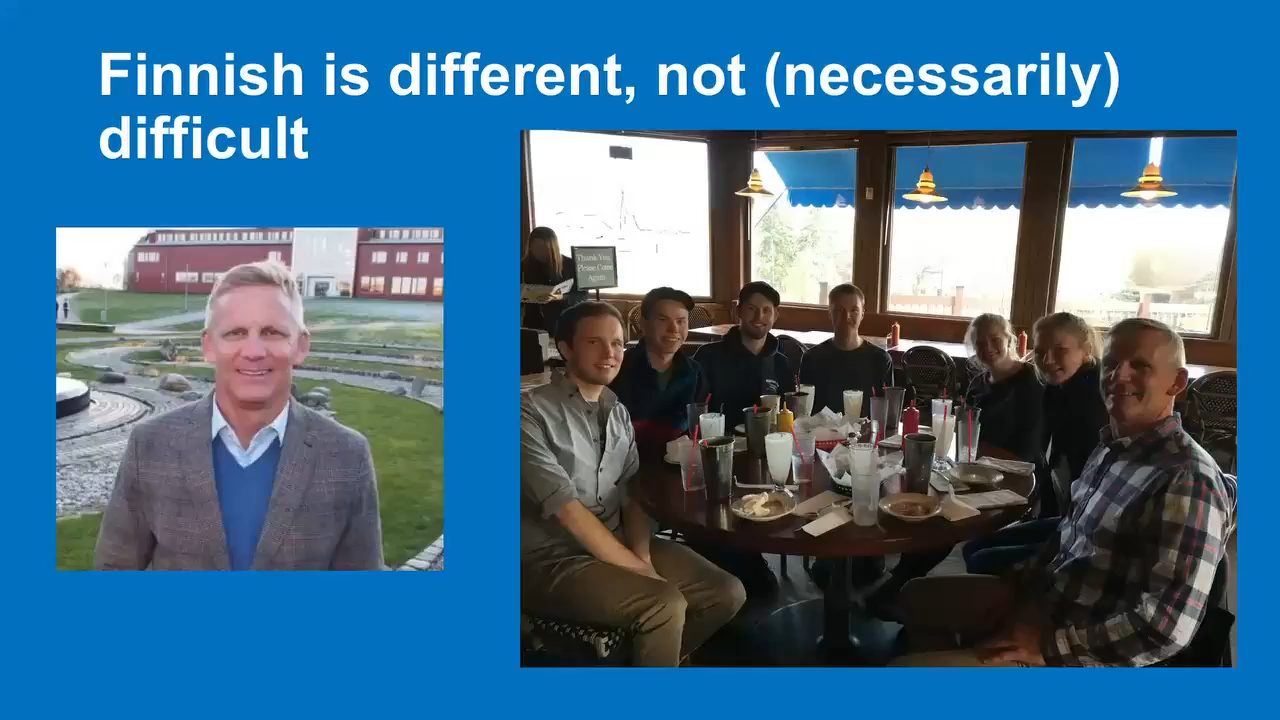 Finnish is different, not (necessarily)
difficult
Thank You
Please Come
Again